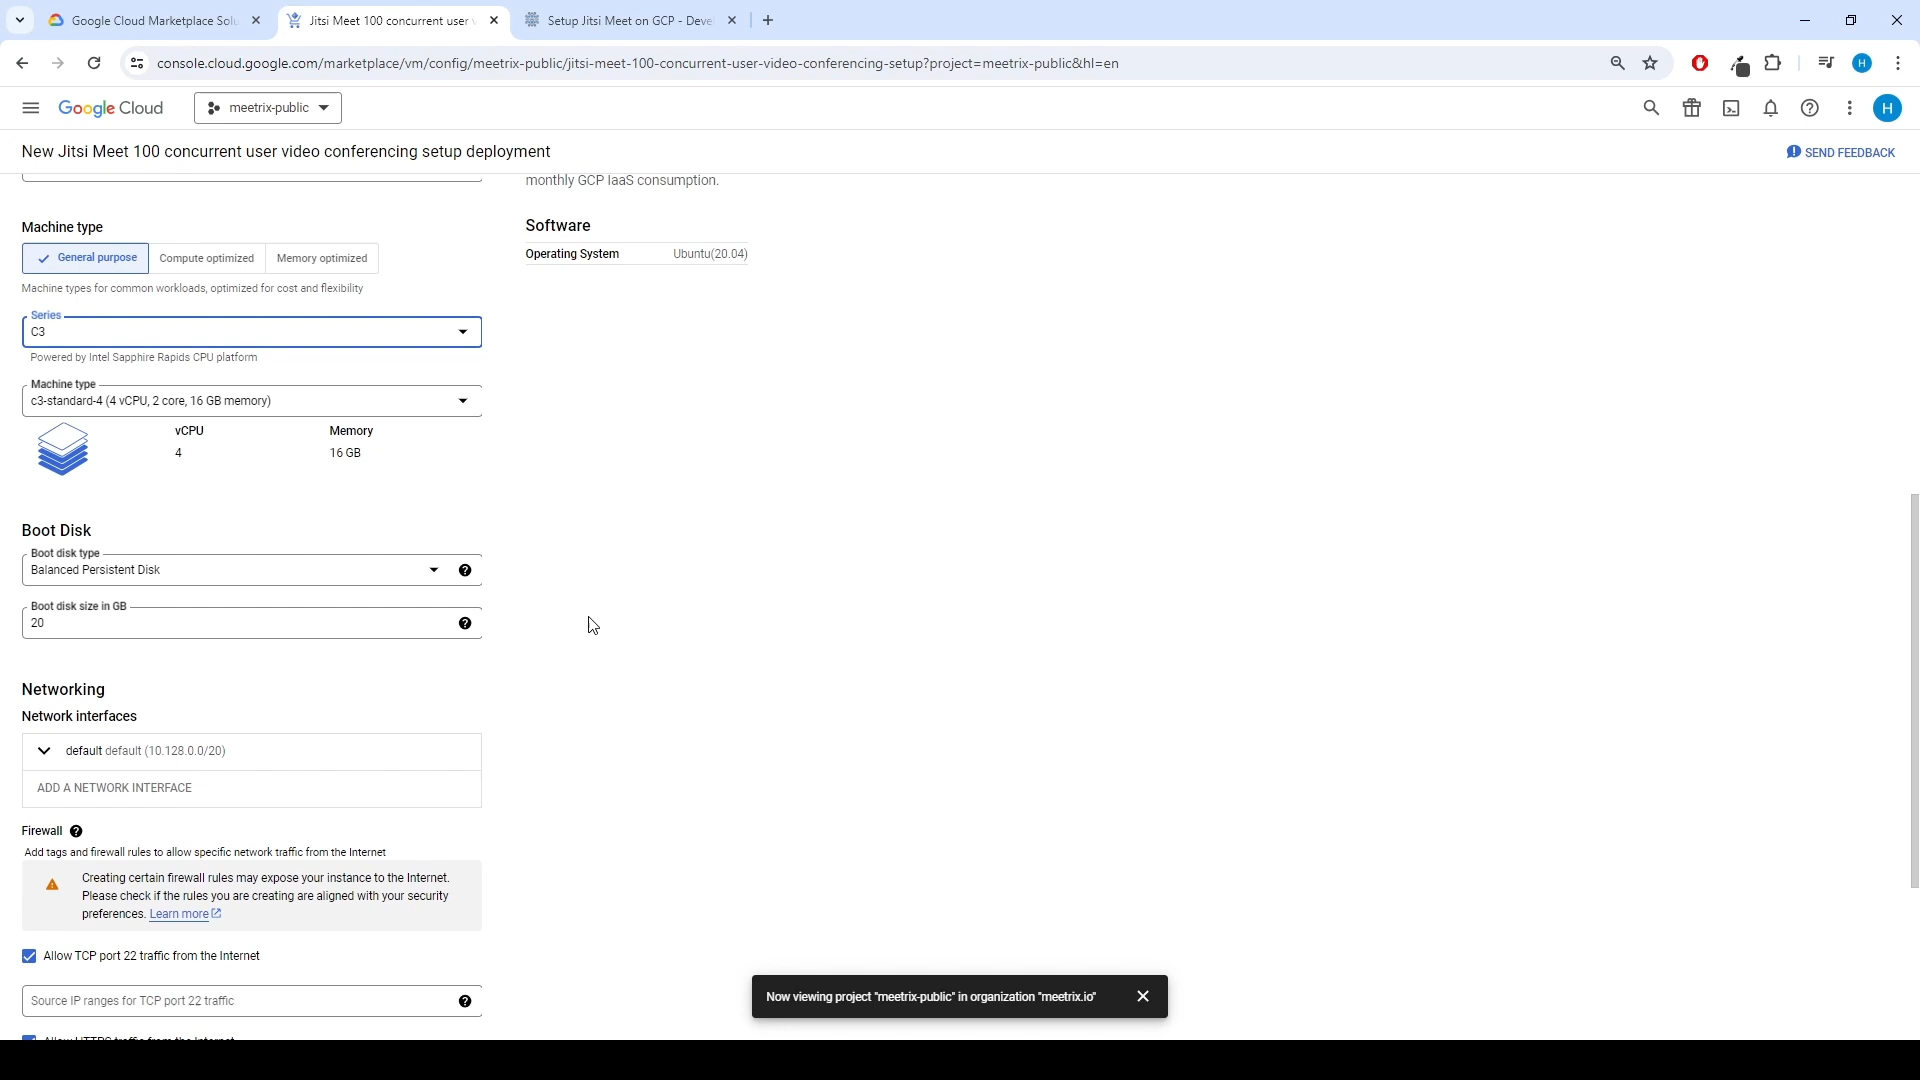 Google Cloud Marketplace Solu
Jitsi Meet 100 concurrent user v
Setup Jitsi Meet on GCP - Deve
console.cloud.google.com/marketplace/vm/config/meetrix-public/jitsi-meet-100-concurrent-user-video-conferencing-setup?project=meetrix-public&hl=en
H
Google Cloud
meetrix-public
H
New Jitsi Meet 100 concurrent user video conferencing setup deployment
SEND FEEDBACK
monthly GCP IaaS consumption.
Software
Operating System Ubuntu(20.04)
Machine type
General purpose
Compute optimized
Memory optimized
Machine types for common workloads, optimized for cost and flexibility
Series
C3
Powered by Intel Sapphire Rapids CPU platform
Machine type
c3-standard-4 (4 vCPU, 2 core, 16 GB memory)
vCPU Memory
4 16 GB
Boot Disk
Boot disk type
Balanced Persistent Disk
Boot disk size in GB
20
Networking
Network interfaces
default default (10.128.0.0/20)
ADD A NETWORK INTERFACE
Firewall
Add tags and firewall rules to allow specific network traffic from the Internet
Creating certain firewall rules may expose your instance to the Internet.
Please check if the rules you are creating are aligned with your security
preferences. Learn more
Allow TCP port 22 traffic from the Internet
Source IP ranges for TCP port 22 traffic
Allow HTTPS traffic from the Internet
Now viewing project "meetrix-public" in organization "meetrix.io"